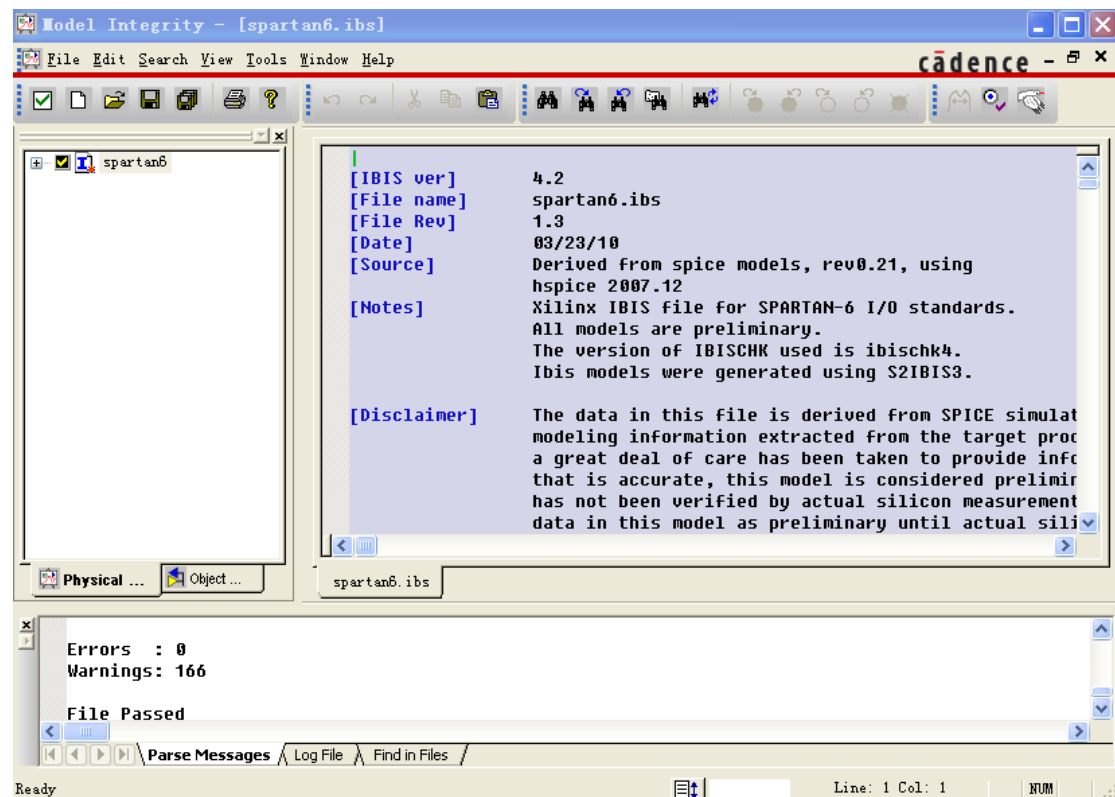 Model Integrity - [spartan6.ibs]
File Edit Search View Tools Window Help
cādence
spartan6
[IBIS ver] 4.2
[File name] spartan6.ibs
[File Rev] 1.3
[Date] 03/23/10
[Source] Derived from spice models, rev0.21, using
hspice 2007.12
[Notes] Xilinx IBIS file for SPARTAN-6 I/O standards.
All models are preliminary.
The version of IBISCHK used is ibischk4.
Ibis models were generated using S2IBIS3.
[Disclaimer] The data in this file is derived from SPICE simulat
modeling information extracted from the target proc
a great deal of care has been taken to provide info
that is accurate, this model is considered prelimin
has not been verified by actual silicon measurement
data in this model as preliminary until actual sili
Physical ... Object ...
spartan6.ibs
Errors : 0
Warnings: 166
File Passed
Parse Messages Log File Find in Files
Ready Line: 1 Col: 1 NUM